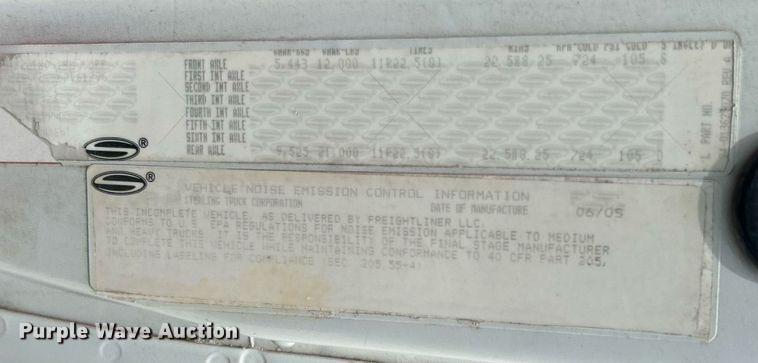 GAWR-KGS GAWR-LBS TIRES RIMS KPA-COLD PSI COLD
FRONT AXLE 5,443 12,000 11R22.5(G) 22.5X8.25 724 105 S
FIRST INT AXLE
SECOND INT AXLE
THIRD INT AXLE
FOURTH INT AXLE
FIFTH INT AXLE
SIXTH INT AXLE
REAR AXLE 9,525 21,000 11R22.5(G) 22.5X8.25 724 105 D
PART NO.
VEHICLE NOISE EMISSION CONTROL INFORMATION
STERLING TRUCK CORPORATION DATE OF MANUFACTURE 06/05
THIS INCOMPLETE VEHICLE, AS DELIVERED BY FREIGHTLINER LLC,
CONFORMS TO U.S. EPA REGULATIONS FOR NOISE EMISSION APPLICABLE TO MEDIUM
AND HEAVY TRUCKS. IT IS THE RESPONSIBILITY OF THE FINAL STAGE MANUFACTURER
TO COMPLETE THIS VEHICLE WHILE MAINTAINING CONFORMANCE TO 40 CFR PART 205,
INCLUDING LABELING FOR COMPLIANCE (SEC. 205.55-4)
Purple Wave Auction